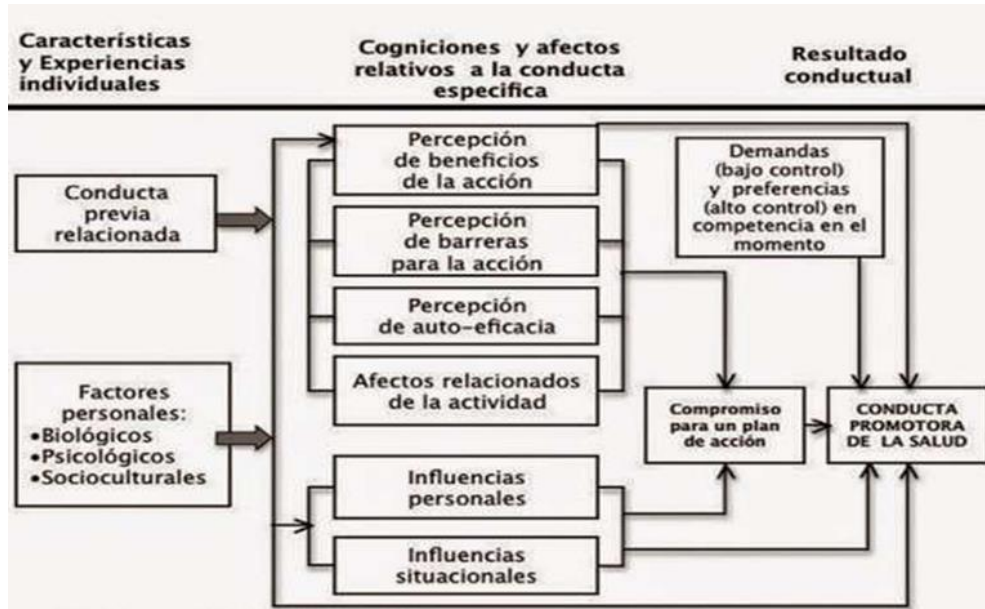 Características
y Experiencias
individuales
Cogniciones y afectos
relativos a la conducta
especifica
Resultado
conductual
Conducta
previa
relacionada
Factores
personales:
•Biológicos
•Psicológicos
•Socioculturales
Percepción
de beneficios
de la acción
Percepción
de barreras
para la acción
Percepción
de auto-eficacia
Afectos relacionados
de la actividad
Influencias
personales
Influencias
situacionales
Demandas
(bajo control)
y preferencias
(alto control) en
competencia en el
momento
Compromiso
para un plan
de acción
CONDUCTA
PROMOTORA
DE LA SALUD